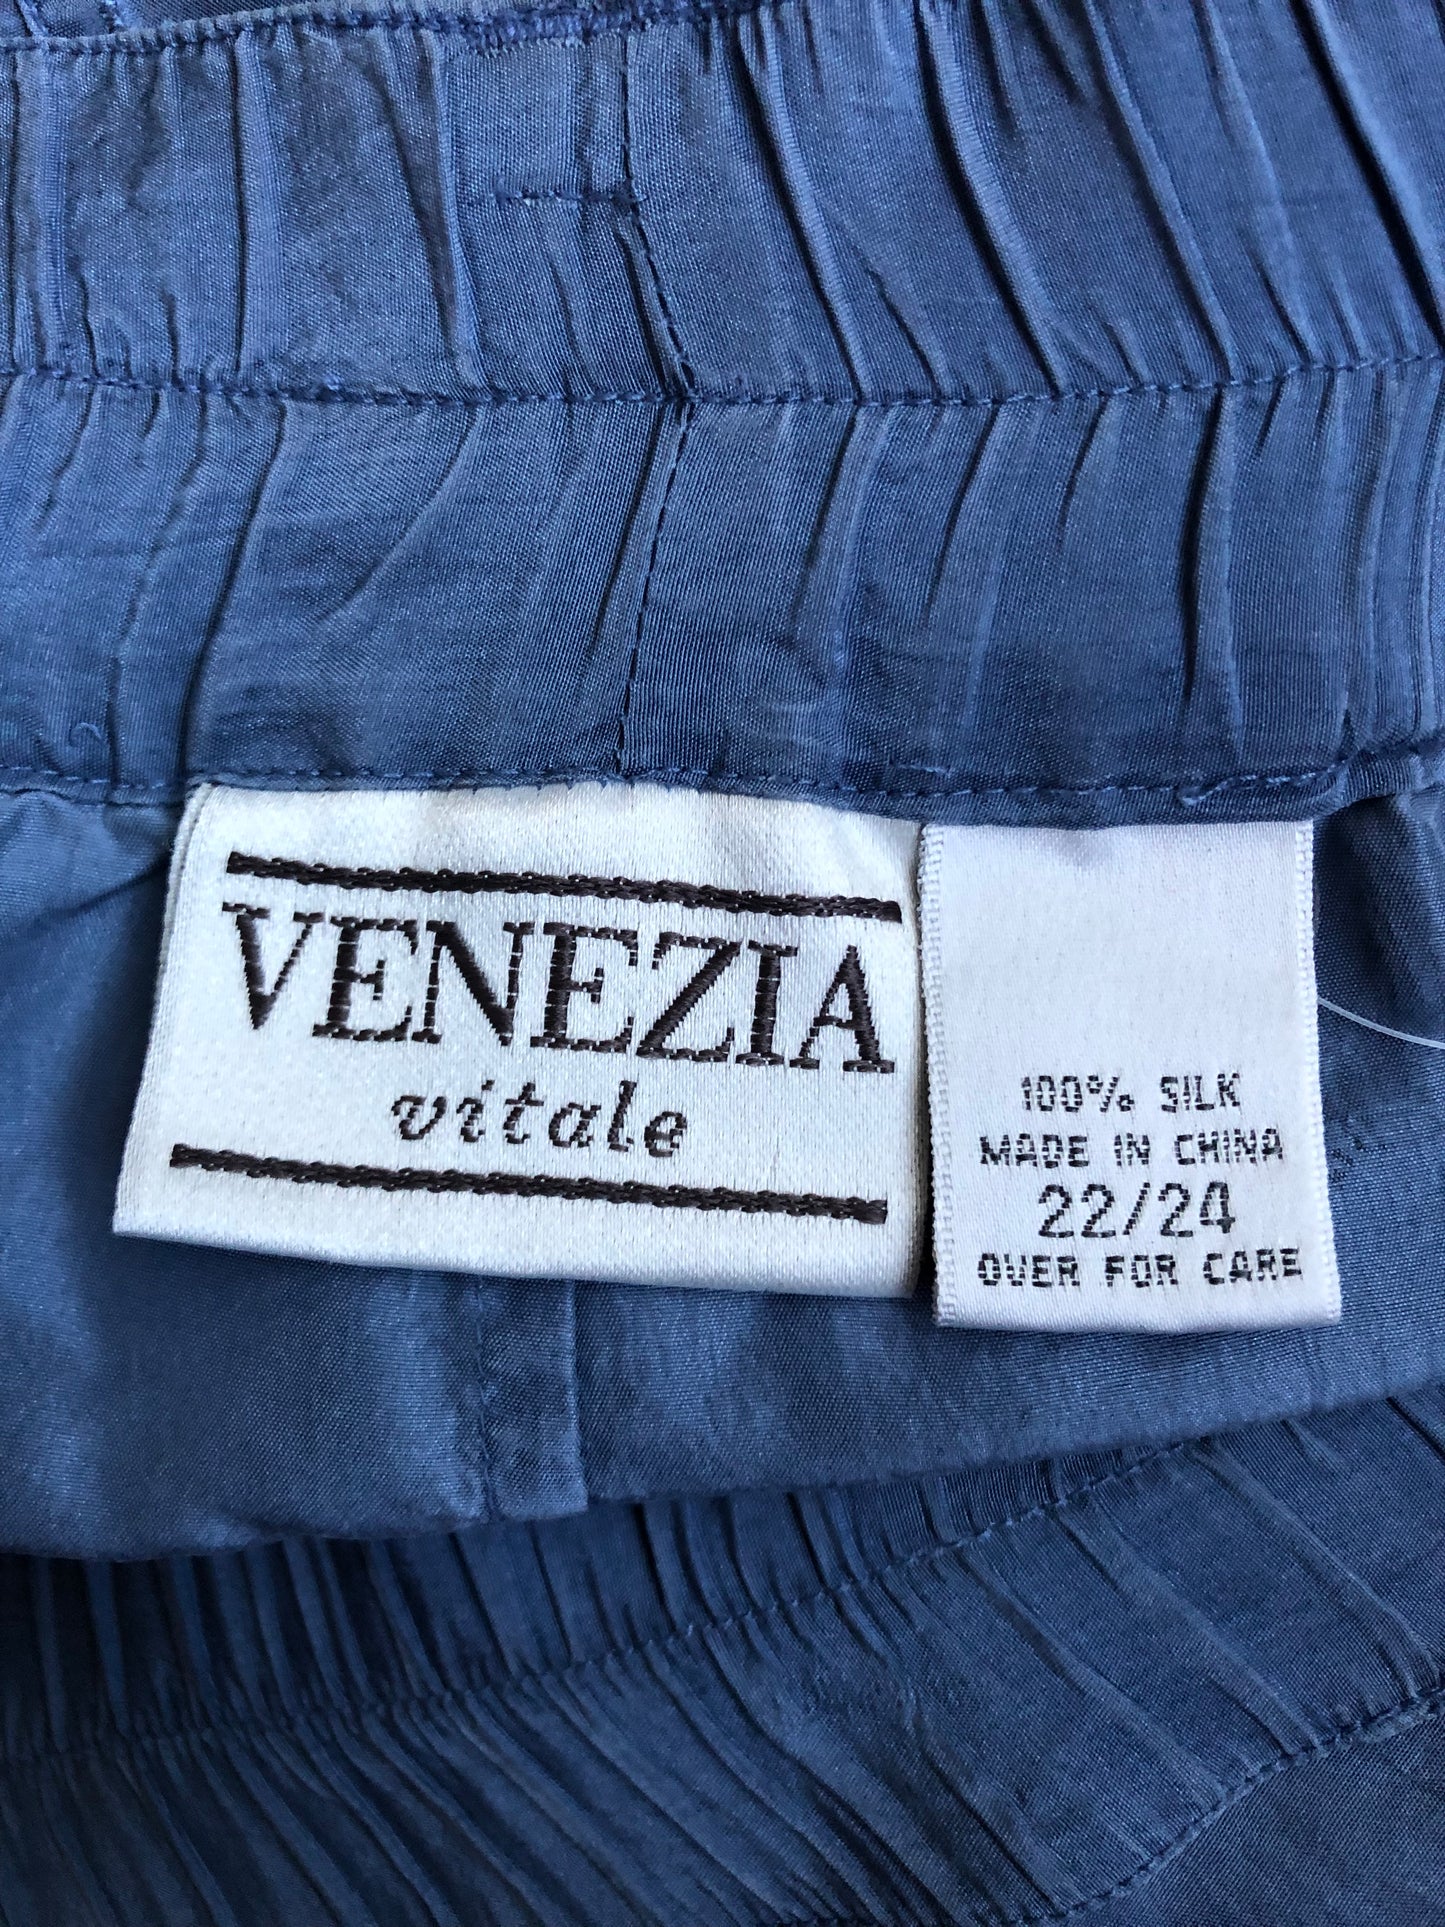 VENEZIA
vitale
100% SILK
MADE IN CHINA
22/24
OVER FOR CARE